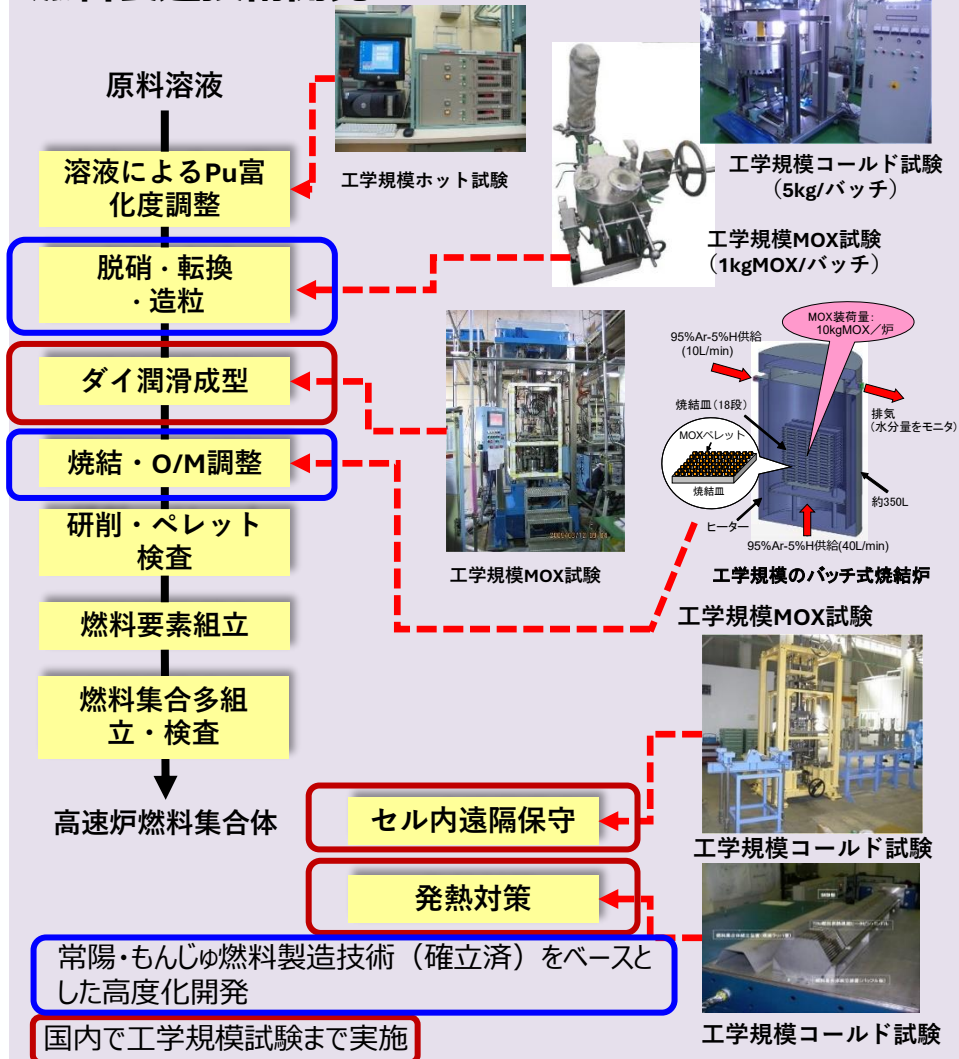 原料溶液
溶液によるPu富
化度調整
脱硝・転換
・造粒
ダイ潤滑成型
焼結・O/M調整
研削・ペレット
検査
燃料要素組立
燃料集合多組
立・検査
高速炉燃料集合体
工学規模ホット試験
工学規模コールド試験
（5kg/バッチ）
工学規模MOX試験
（1kgMOX/バッチ）
工学規模MOX試験
MOX装荷量：
10kgMOX／炉
95%Ar-5%H供給
(10L/min)
排気
(水分量をモニタ)
焼結皿（18段）
MOXペレット
焼結皿
ヒーター
約350L
95%Ar-5%H供給(40L/min)
工学規模のバッチ式焼結炉
工学規模MOX試験
セル内遠隔保守
工学規模コールド試験
発熱対策
工学規模コールド試験
常陽・もんじゅ燃料製造技術（確立済）をベースと
した高度化開発
国内で工学規模試験まで実施